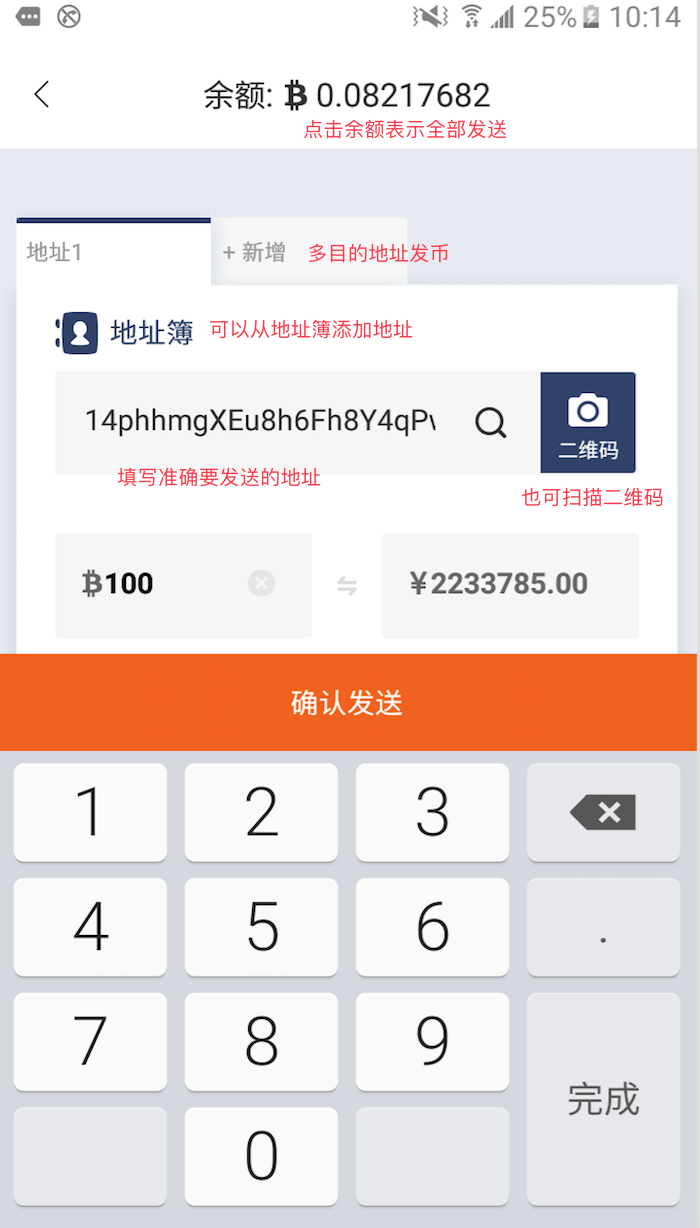 25% 10:14
余额: ₿ 0.08217682
点击余额表示全部发送
地址1
+ 新增 多目的地址发币
地址簿 可以从地址簿添加地址
14phhmgXEu8h6Fh8Y4qPv
二维码
填写准确要发送的地址
也可扫描二维码
₿100 ⇋ ¥2233785.00
确认发送
1 2 3
4 5 6 .
7 8 9
完成
0